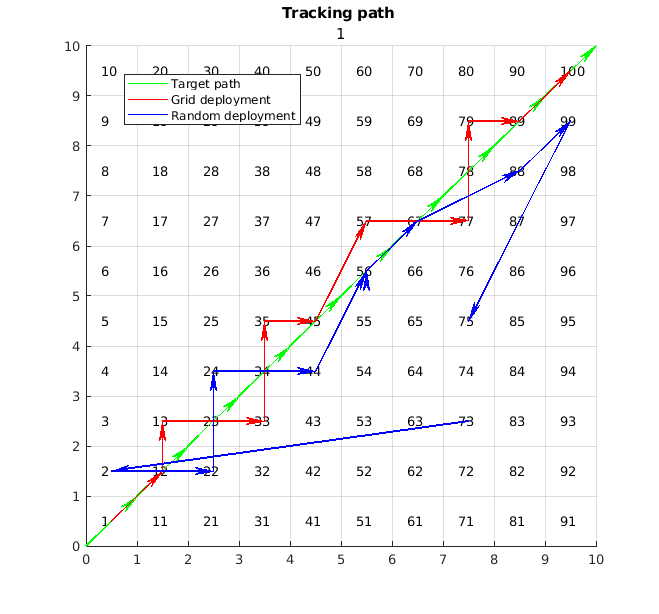 Tracking path
1
10
10 20 30 40 50 60 70 80 90 100
Target path
Grid deployment
Random deployment
9
9 49 59 69 79 89 99
8
8 18 28 38 48 58 68 78 88 98
7
7 17 27 37 47 57 67 77 87 97
6
6 16 26 36 46 56 66 76 86 96
5
5 15 25 35 45 55 65 75 85 95
4
4 14 24 34 44 54 64 74 84 94
3
3 13 23 33 43 53 63 73 83 93
2
2 12 22 32 42 52 62 72 82 92
1
1 11 21 31 41 51 61 71 81 91
0
0 1 2 3 4 5 6 7 8 9 10